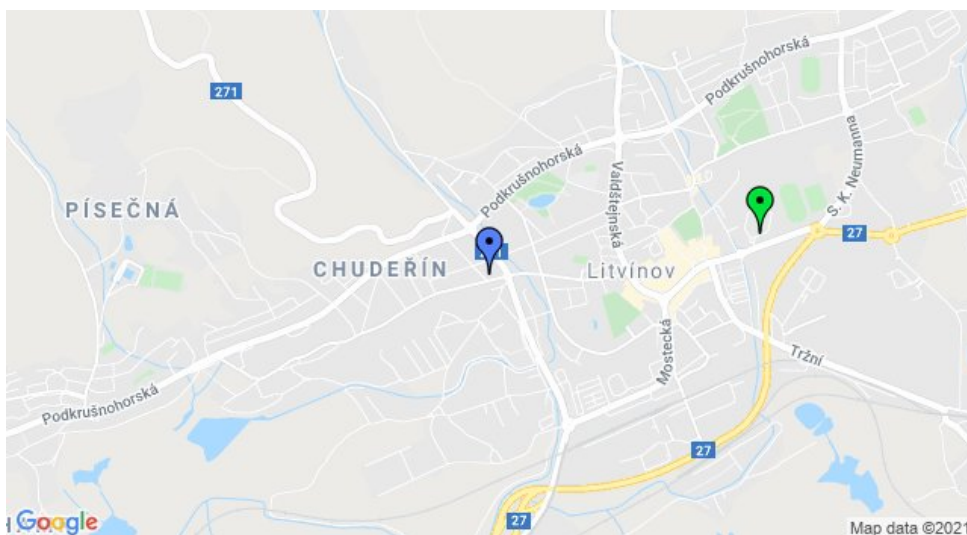 Podkrušnohorská
271
Podkrušnohorská
Valdštejnská
S. K. Neumanna
PÍSEČNÁ
27
CHUDEŘÍN
Litvínov
Mostecká
Tržní
Podkrušnohorská
27
27
Google
Map data ©2021